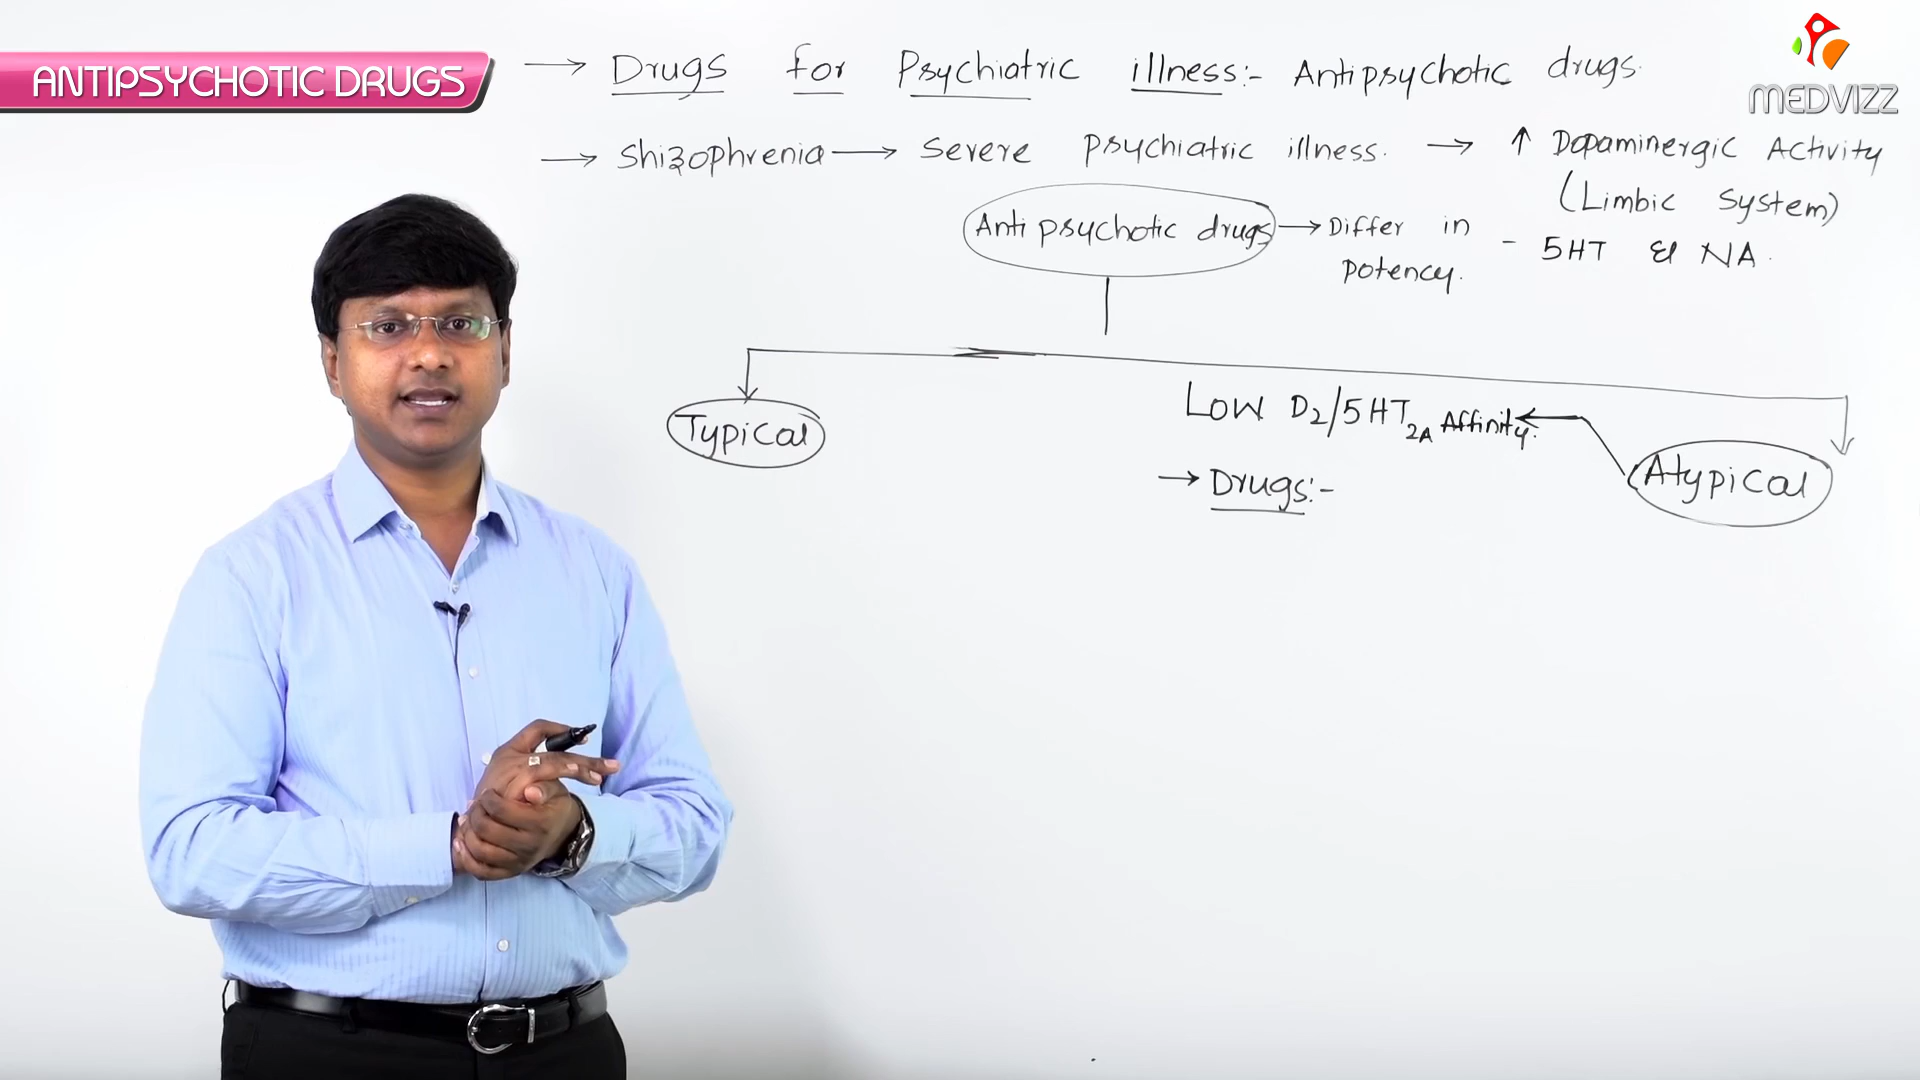 ANTIPSYCHOTIC DRUGS
→ Drugs for Psychiatric illness:- Antipsychotic drugs.
MEDVIZZ
→ Shizophrenia → Severe psychiatric illness. → ↑ Dopaminergic Activity
(Limbic System)
Anti psychotic drugs → Differ in potency.
- 5HT & NA.
Typical
Low D2/5HT2A Affinity.
Atypical
→ Drugs:-